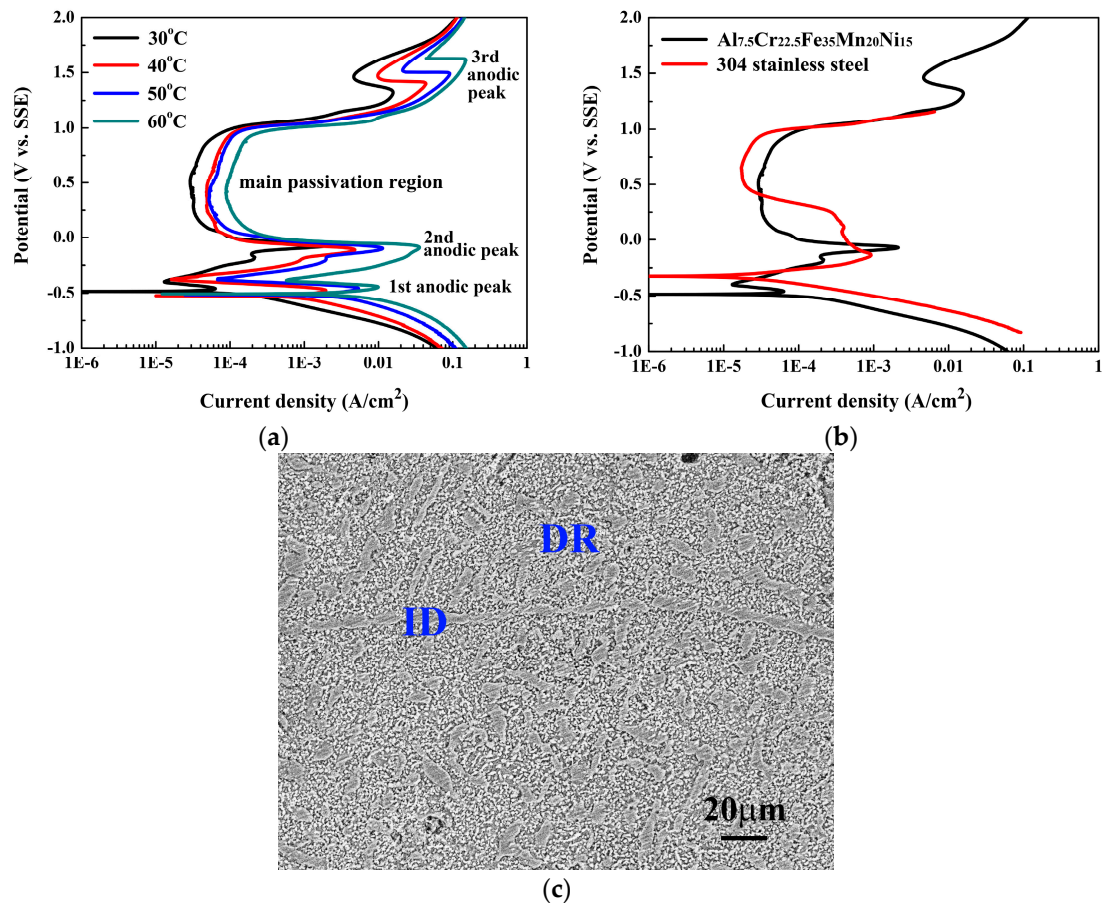 2.0
1.5
1.0
0.5
0.0
-0.5
-1.0
Potential (V vs. SSE)
30°C
40°C
50°C
60°C
3rd
anodic
peak
main passivation region
2nd
anodic peak
1st anodic peak
1E-6 1E-5 1E-4 1E-3 0.01 0.1 1
Current density (A/cm²)
(a)
2.0
1.5
1.0
0.5
0.0
-0.5
-1.0
Potential (V vs. SSE)
Al₇.₅Cr₂₂.₅Fe₃₅Mn₂₀Ni₁₅
304 stainless steel
1E-6 1E-5 1E-4 1E-3 0.01 0.1 1
Current density (A/cm²)
(b)
DR
ID
20μm
(c)